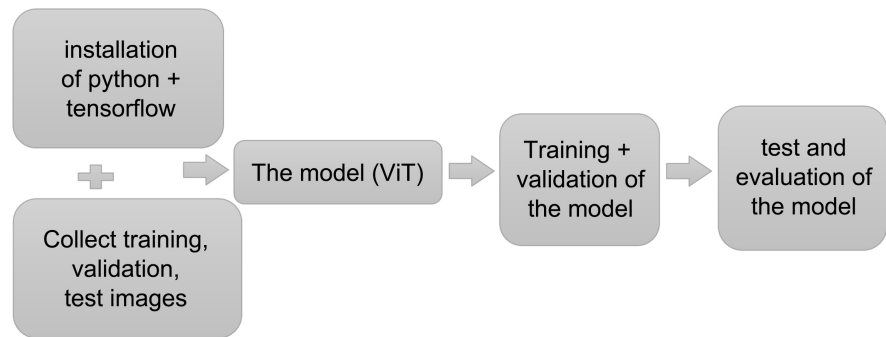 installation
of python +
tensorflow
Collect training,
validation,
test images
The model (ViT)
Training +
validation of
the model
test and
evaluation of
the model